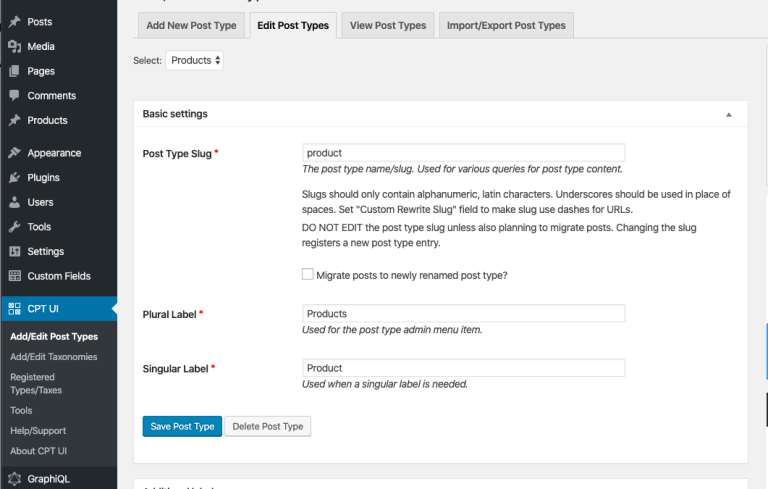 Posts
Media
Pages
Comments
Products
Appearance
Plugins
Users
Tools
Settings
Custom Fields
CPT UI
Add/Edit Post Types
Add/Edit Taxonomies
Registered
Types/Taxes
Tools
Help/Support
About CPT UI
GraphiQL
Add New Post Type
Edit Post Types
View Post Types
Import/Export Post Types
Select: Products
Basic settings
Post Type Slug *
product
The post type name/slug. Used for various queries for post type content.
Slugs should only contain alphanumeric, latin characters. Underscores should be used in place of
spaces. Set "Custom Rewrite Slug" field to make slug use dashes for URLs.
DO NOT EDIT the post type slug unless also planning to migrate posts. Changing the slug
registers a new post type entry.
Migrate posts to newly renamed post type?
Plural Label *
Products
Used for the post type admin menu item.
Singular Label *
Product
Used when a singular label is needed.
Save Post Type
Delete Post Type